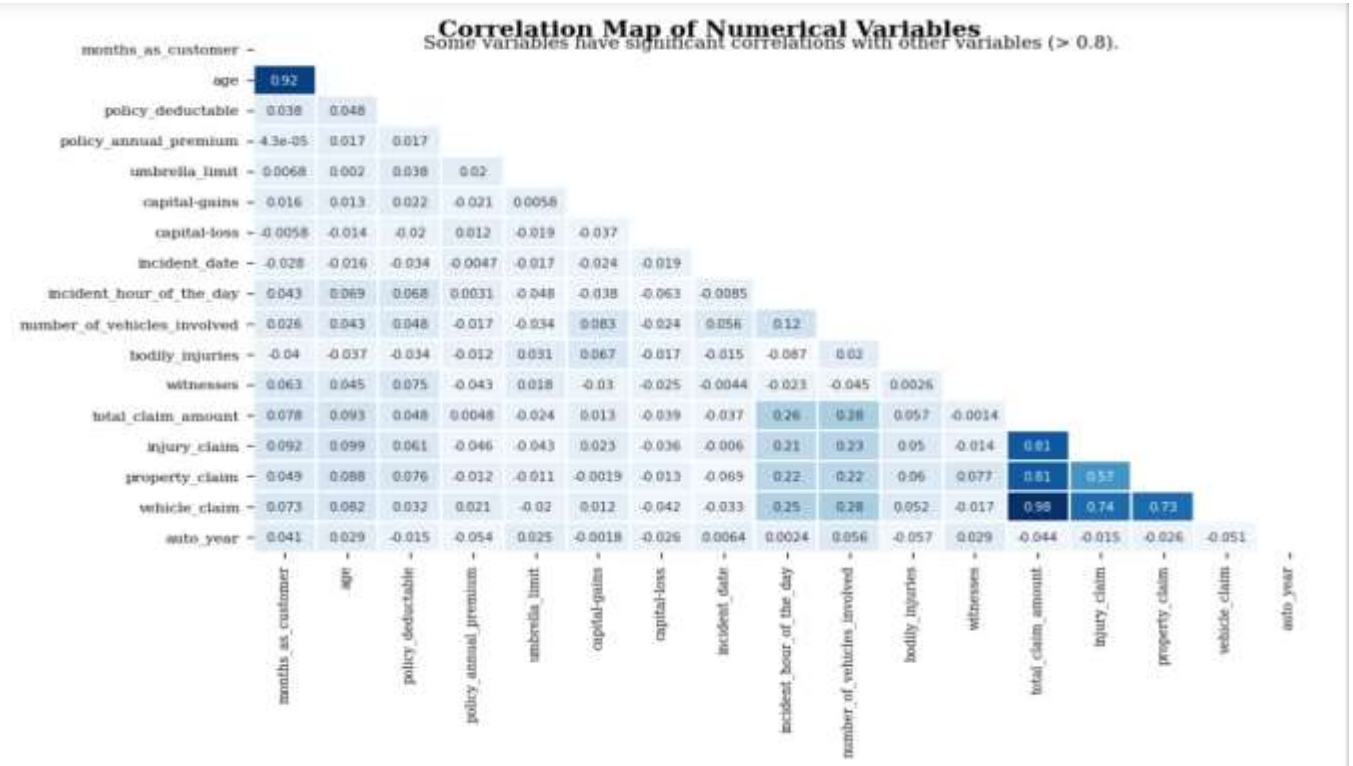 Correlation Map of Numerical Variables
Some variables have significant correlations with other variables (> 0.8).
months_as_customer
age 0.92
policy_deductable 0.038 0.048
policy_annual_premium 4.3e-05 0.017 0.017
umbrella_limit 0.0068 0.002 0.038 0.02
capital-gains 0.016 0.013 0.022 -0.021 0.0058
capital-loss -0.0058 -0.014 -0.02 0.012 -0.019 -0.037
incident_date -0.028 -0.016 -0.034 -0.0047 -0.017 -0.024 -0.019
incident_hour_of_the_day 0.043 0.069 0.068 0.0031 -0.048 -0.038 -0.063 -0.0085
number_of_vehicles_involved 0.026 0.043 0.048 -0.017 -0.034 0.083 -0.024 0.056 0.12
bodily_injuries -0.04 -0.037 -0.034 -0.012 0.031 0.067 -0.017 -0.015 -0.087 0.02
witnesses 0.063 0.045 0.075 -0.043 0.018 -0.03 -0.025 -0.0044 -0.023 -0.045 0.0026
total_claim_amount 0.078 0.093 0.048 0.0048 -0.024 0.013 -0.039 -0.037 0.26 0.28 0.057 -0.0014
injury_claim 0.092 0.099 0.061 -0.046 -0.043 0.023 -0.036 -0.006 0.21 0.23 0.05 -0.014 0.81
property_claim 0.049 0.088 0.076 -0.012 -0.011 -0.0019 -0.013 -0.069 0.22 0.22 0.06 0.077 0.81
vehicle_claim 0.073 0.082 0.032 0.021 -0.02 0.012 -0.042 -0.033 0.25 0.28 0.052 -0.017 0.98 0.74 0.73
auto_year 0.041 0.029 -0.015 -0.054 0.025 -0.0018 -0.026 0.0064 0.0024 0.056 -0.057 0.029 -0.044 -0.015 -0.026 -0.051
months_as_customer
age
policy_deductable
policy_annual_premium
umbrella_limit
capital-gains
capital-loss
incident_date
incident_hour_of_the_day
number_of_vehicles_involved
bodily_injuries
witnesses
total_claim_amount
injury_claim
property_claim
vehicle_claim
auto_year